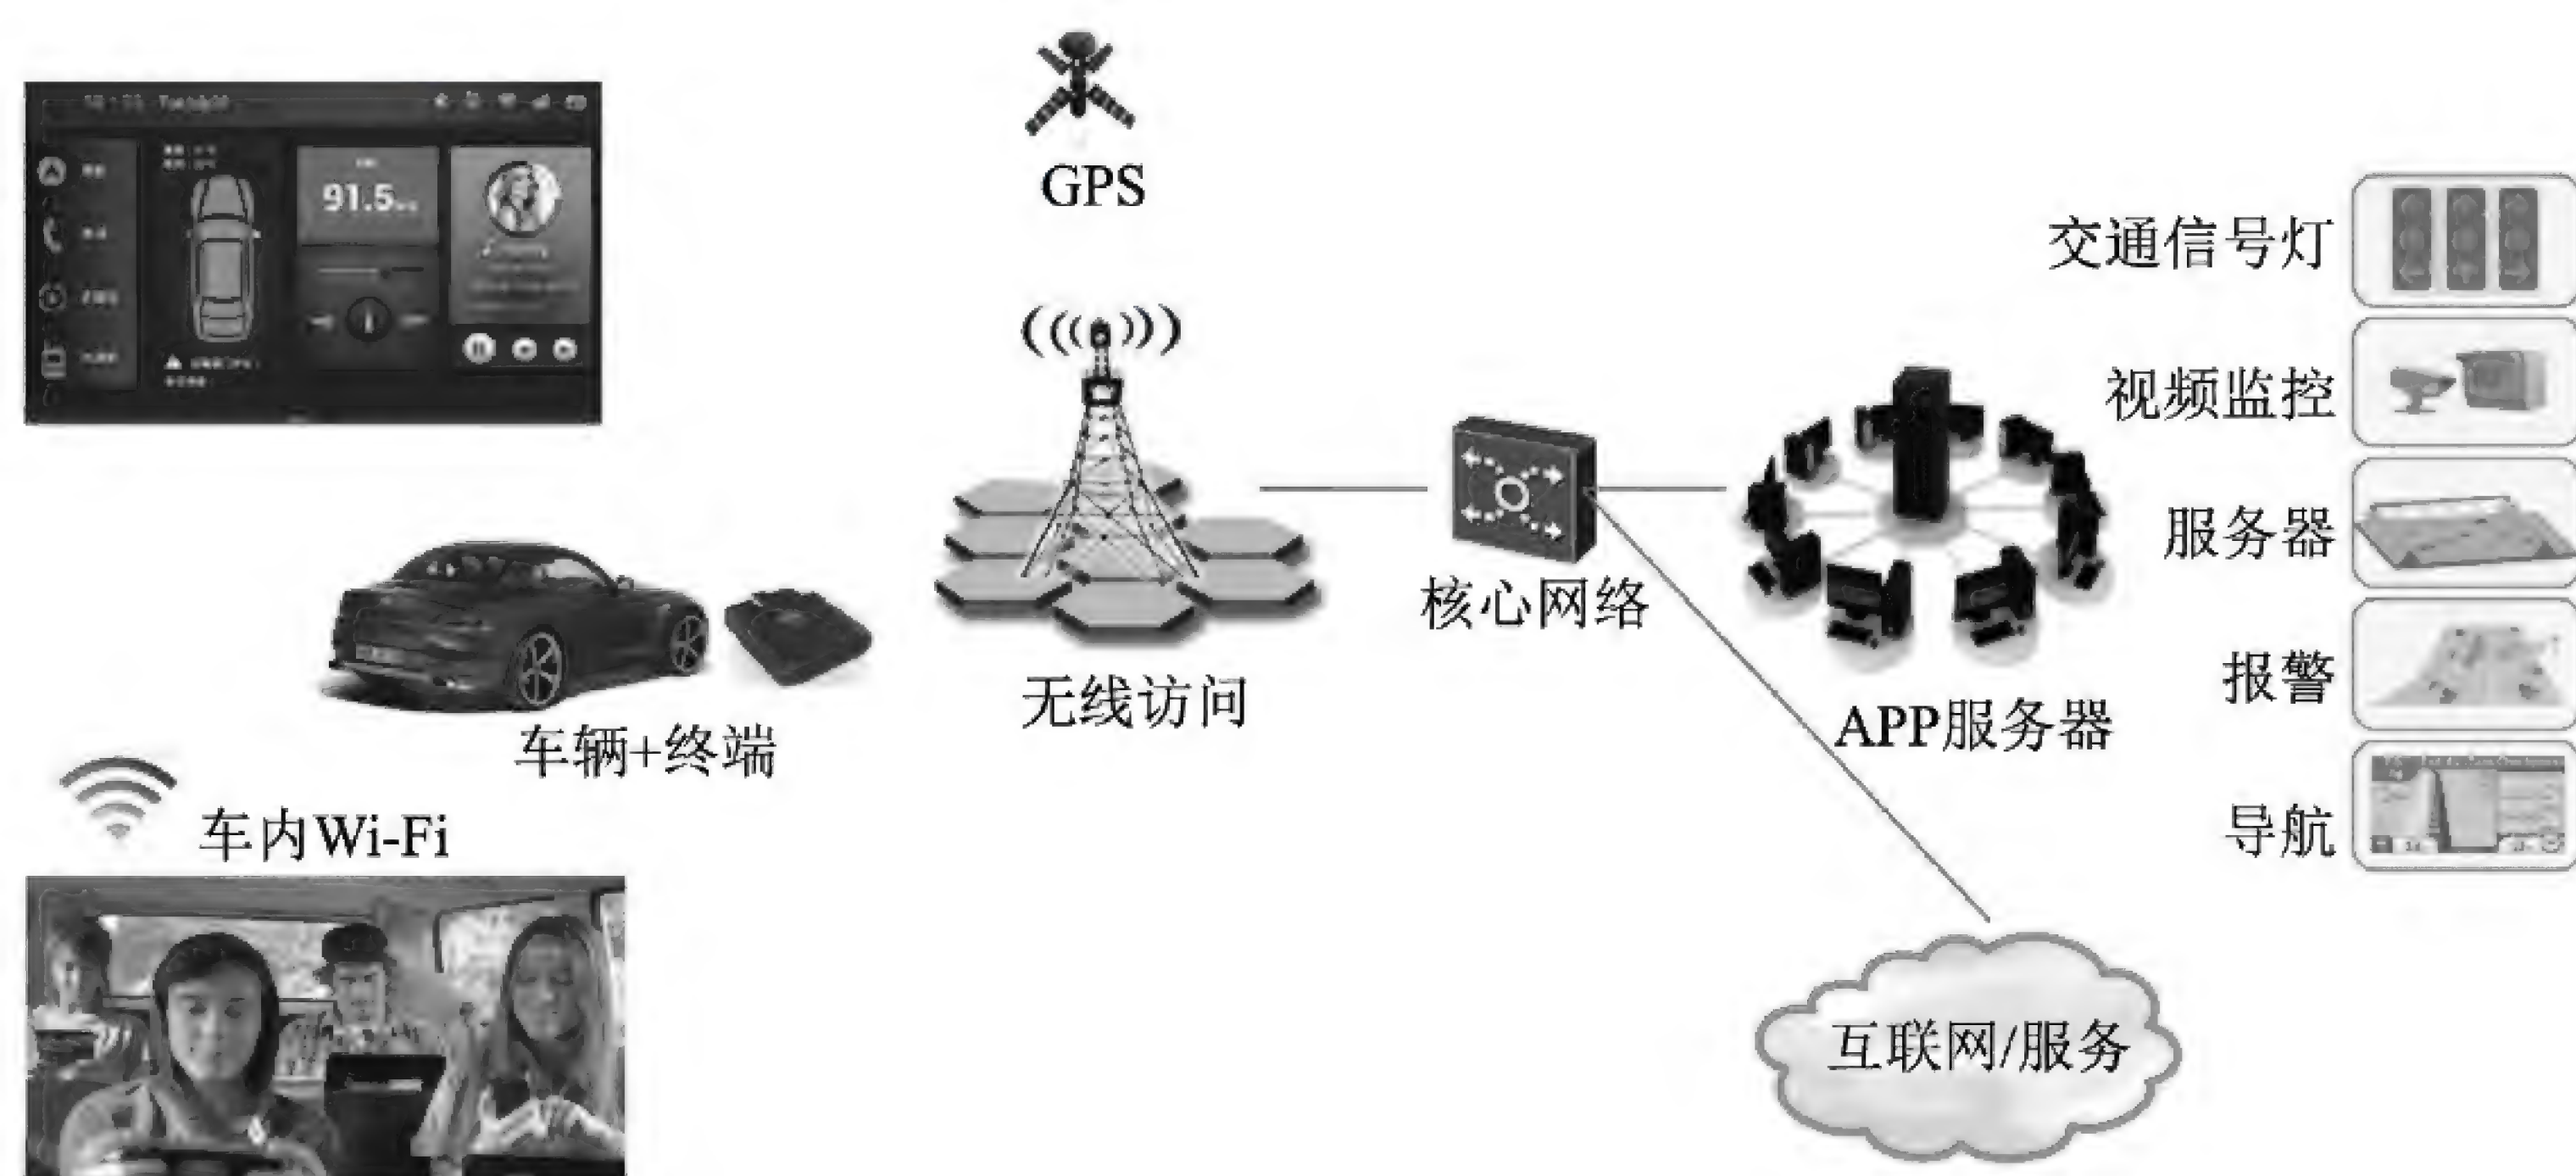 91.5
GPS
无线访问
车辆+终端
车内Wi-Fi
核心网络
APP服务器
互联网/服务
交通信号灯
视频监控
服务器
报警
导航